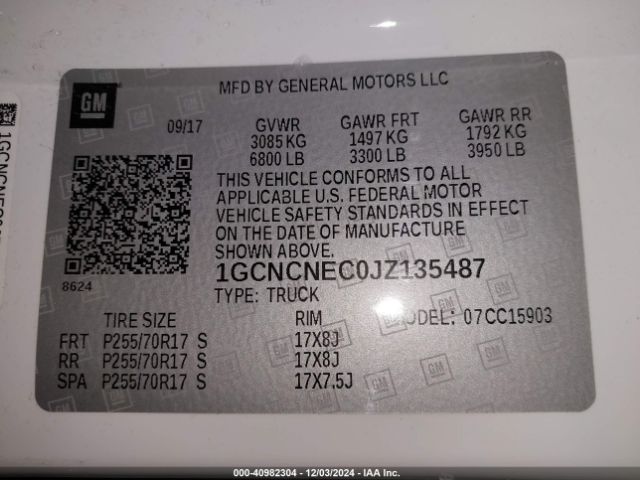 GM
MFD BY GENERAL MOTORS LLC
09/17 GVWR GAWR FRT GAWR RR
3085 KG 1497 KG 1792 KG
6800 LB 3300 LB 3950 LB
THIS VEHICLE CONFORMS TO ALL
APPLICABLE U.S. FEDERAL MOTOR
VEHICLE SAFETY STANDARDS IN EFFECT
ON THE DATE OF MANUFACTURE
SHOWN ABOVE.
8624
1GCNCNEC0JZ135487
TYPE: TRUCK
TIRE SIZE RIM MODEL: 07CC15903
FRT P255/70R17 S 17X8J
RR P255/70R17 S 17X8J
SPA P255/70R17 S 17X7.5J
000-40982304 - 12/03/2024 - IAAI.COM